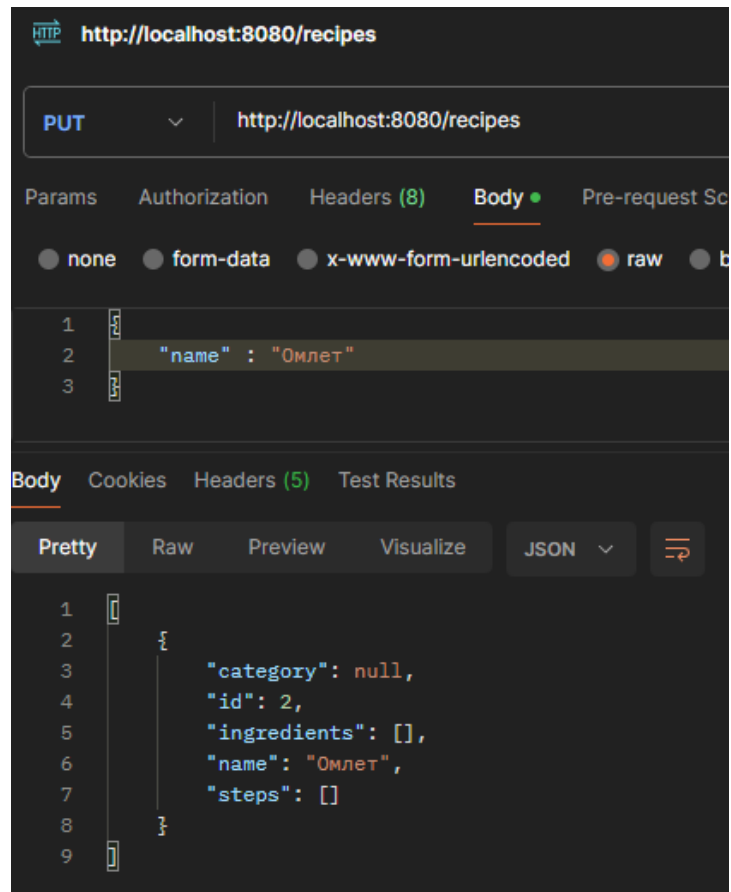 HTTP http://localhost:8080/recipes
PUT http://localhost:8080/recipes
Params Authorization Headers (8) Body Pre-request Sc
none form-data x-www-form-urlencoded raw b
1 {
2 "name" : "Омлет"
3 }
Body Cookies Headers (5) Test Results
Pretty Raw Preview Visualize JSON
1 [
2 {
3 "category": null,
4 "id": 2,
5 "ingredients": [],
6 "name": "Омлет",
7 "steps": []
8 }
9 ]